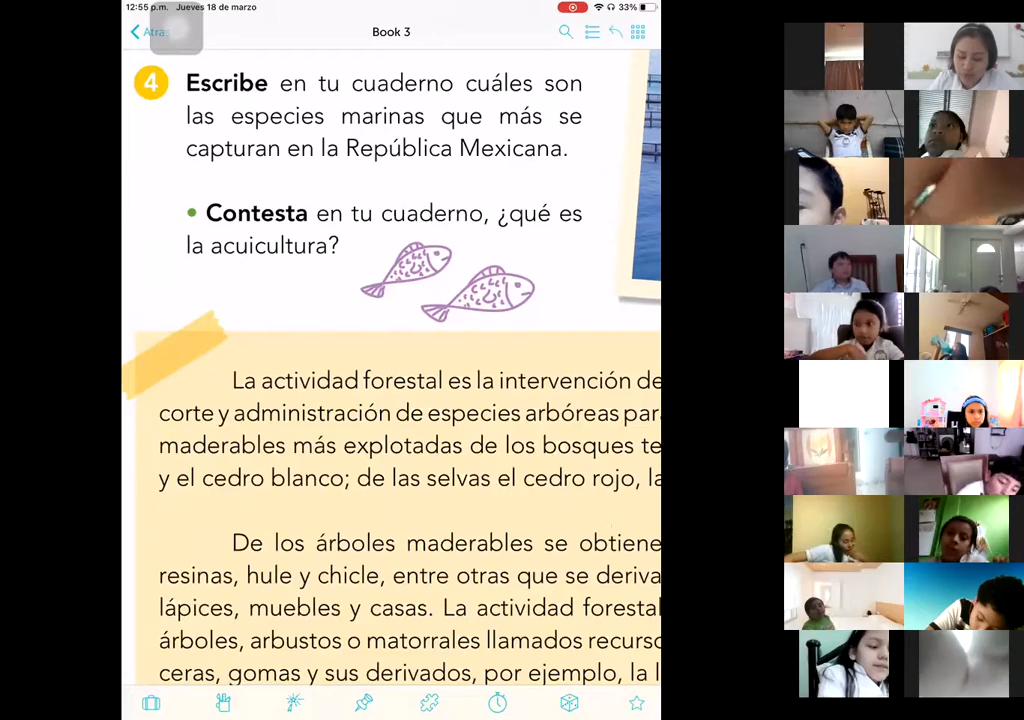 12:55 p.m. Jueves 18 de marzo
33%
Atrás
Book 3
4 Escribe en tu cuaderno cuáles son
las especies marinas que más se
capturan en la República Mexicana.
• Contesta en tu cuaderno, ¿qué es
la acuicultura?
La actividad forestal es la intervención de
corte y administración de especies arbóreas par
maderables más explotadas de los bosques te
y el cedro blanco; de las selvas el cedro rojo, la
De los árboles maderables se obtiene
resinas, hule y chicle, entre otras que se deriva
lápices, muebles y casas. La actividad forestal
árboles, arbustos o matorrales llamados recurso
ceras, gomas y sus derivados, por ejemplo, la l